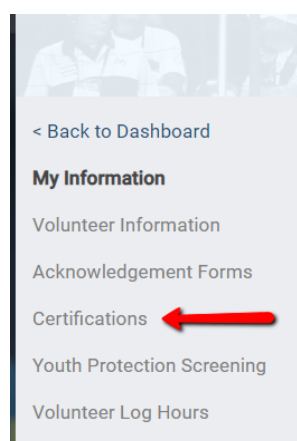 < Back to Dashboard
My Information
Volunteer Information
Acknowledgement Forms
Certifications
Youth Protection Screening
Volunteer Log Hours